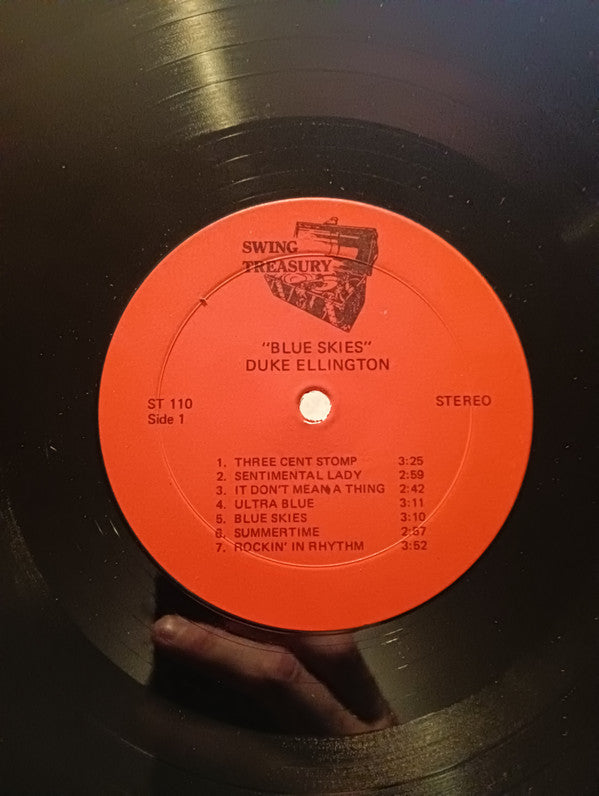 SWING
TREASURY
"BLUE SKIES"
DUKE ELLINGTON
ST 110
Side 1
STEREO
1. THREE CENT STOMP 3:25
2. SENTIMENTAL LADY 2:59
3. IT DON'T MEAN A THING 2:42
4. ULTRA BLUE 3:11
5. BLUE SKIES 3:10
6. SUMMERTIME 2:57
7. ROCKIN' IN RHYTHM 3:52